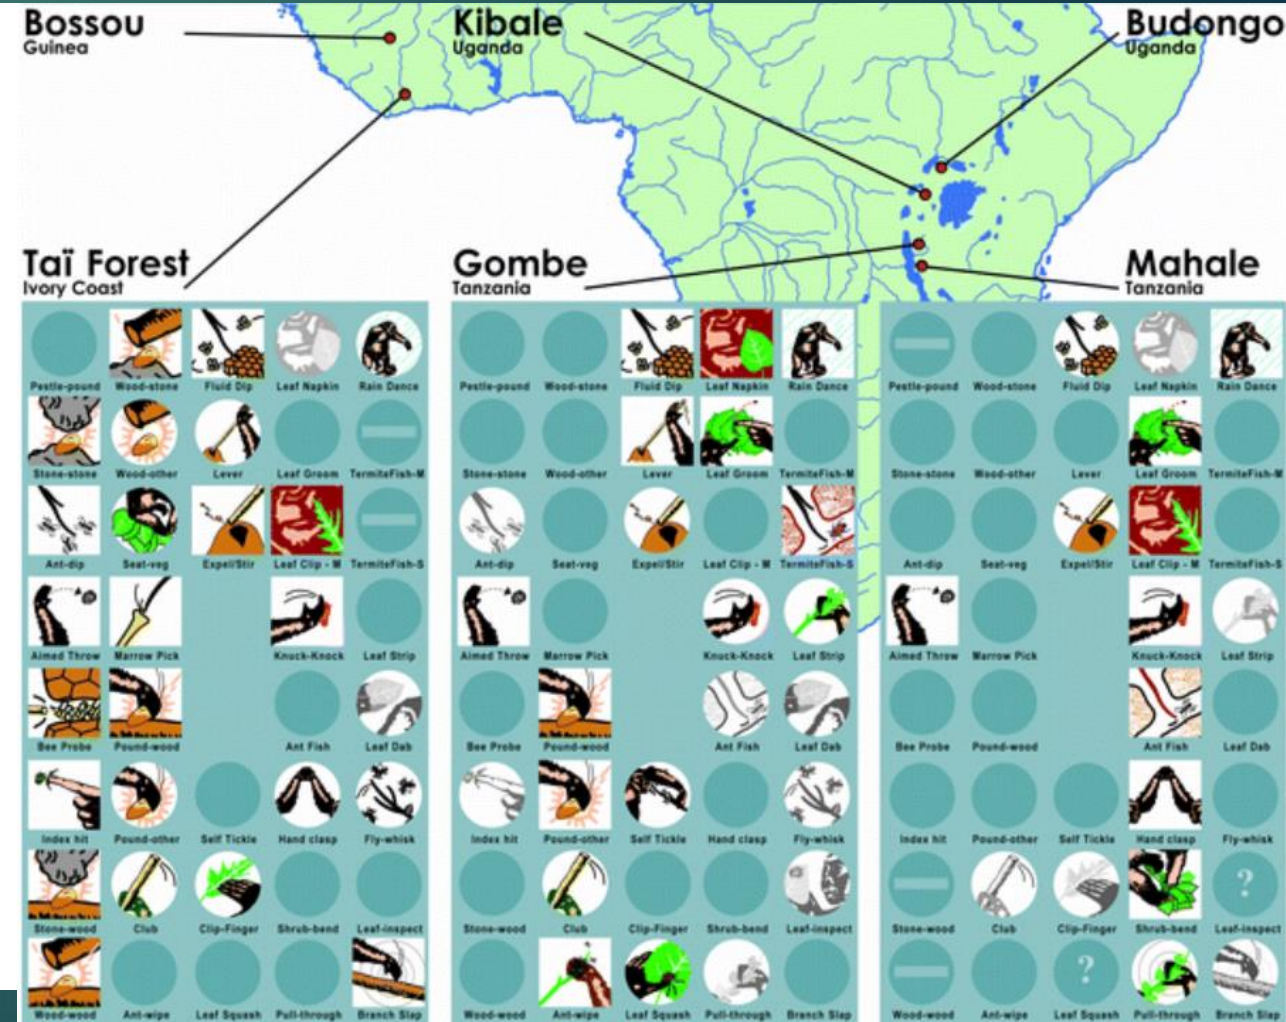 Bossou
Guinea
Kibale
Uganda
Budongo
Uganda
Taï Forest
Ivory Coast
Gombe
Tanzania
Mahale
Tanzania
Pestle-pound Wood-stone Fluid Dip Leaf Napkin Rain Dance
Stone-stone Wood-other Lever Leaf Groom TermiteFish-M
Ant-dip Seat-veg Expel/Stir Leaf Clip - M TermiteFish-S
Aimed Throw Marrow Pick Knuck-Knock Leaf Strip
Bee Probe Pound-wood Ant Fish Leaf Dab
Index hit Pound-other Self Tickle Hand clasp Fly-whisk
Stone-wood Club Clip-Finger Shrub-bend Leaf-inspect
Wood-wood Ant-wipe Leaf Squash Pull-through Branch Slap
Pestle-pound Wood-stone Fluid Dip Leaf Napkin Rain Dance
Stone-stone Wood-other Lever Leaf Groom TermiteFish-M
Ant-dip Seat-veg Expel/Stir Leaf Clip - M TermiteFish-S
Aimed Throw Marrow Pick Knuck-Knock Leaf Strip
Bee Probe Pound-wood Ant Fish Leaf Dab
Index hit Pound-other Self Tickle Hand clasp Fly-whisk
Stone-wood Club Clip-Finger Shrub-bend Leaf-inspect
Wood-wood Ant-wipe Leaf Squash Pull-through Branch Slap
Pestle-pound Wood-stone Fluid Dip Leaf Napkin Rain Dance
Stone-stone Wood-other Lever Leaf Groom TermiteFish-M
Ant-dip Seat-veg Expel/Stir Leaf Clip - M TermiteFish-S
Aimed Throw Marrow Pick Knuck-Knock Leaf Strip
Bee Probe Pound-wood Ant Fish Leaf Dab
Index hit Pound-other Self Tickle Hand clasp Fly-whisk
?
Stone-wood Club Clip-Finger Shrub-bend Leaf-inspect
?
Wood-wood Ant-wipe Leaf Squash Pull-through Branch Slap